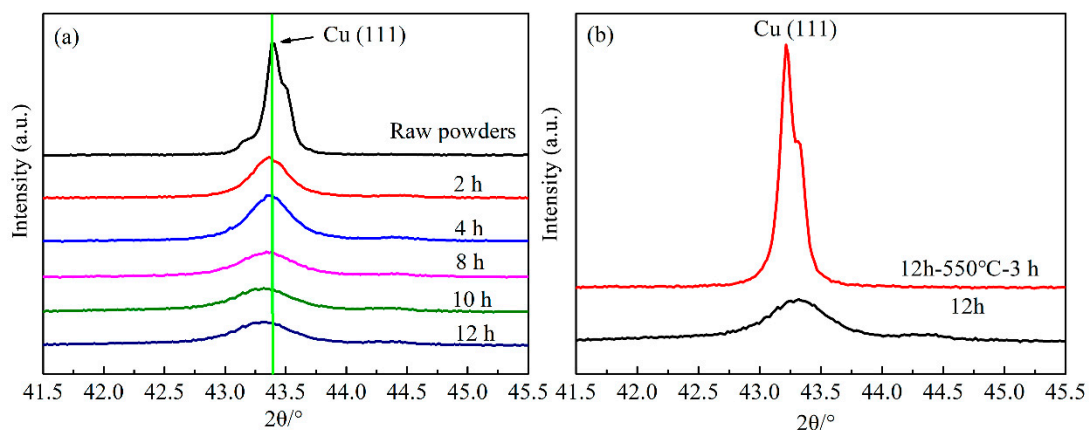 (a)
Cu (111)
Raw powders
2 h
4 h
8 h
10 h
12 h
Intensity (a.u.)
41.5 42.0 42.5 43.0 43.5 44.0 44.5 45.0 45.5
2θ/°
(b)
Cu (111)
12h-550°C-3 h
12h
Intensity (a.u.)
41.5 42.0 42.5 43.0 43.5 44.0 44.5 45.0 45.5
2θ/°